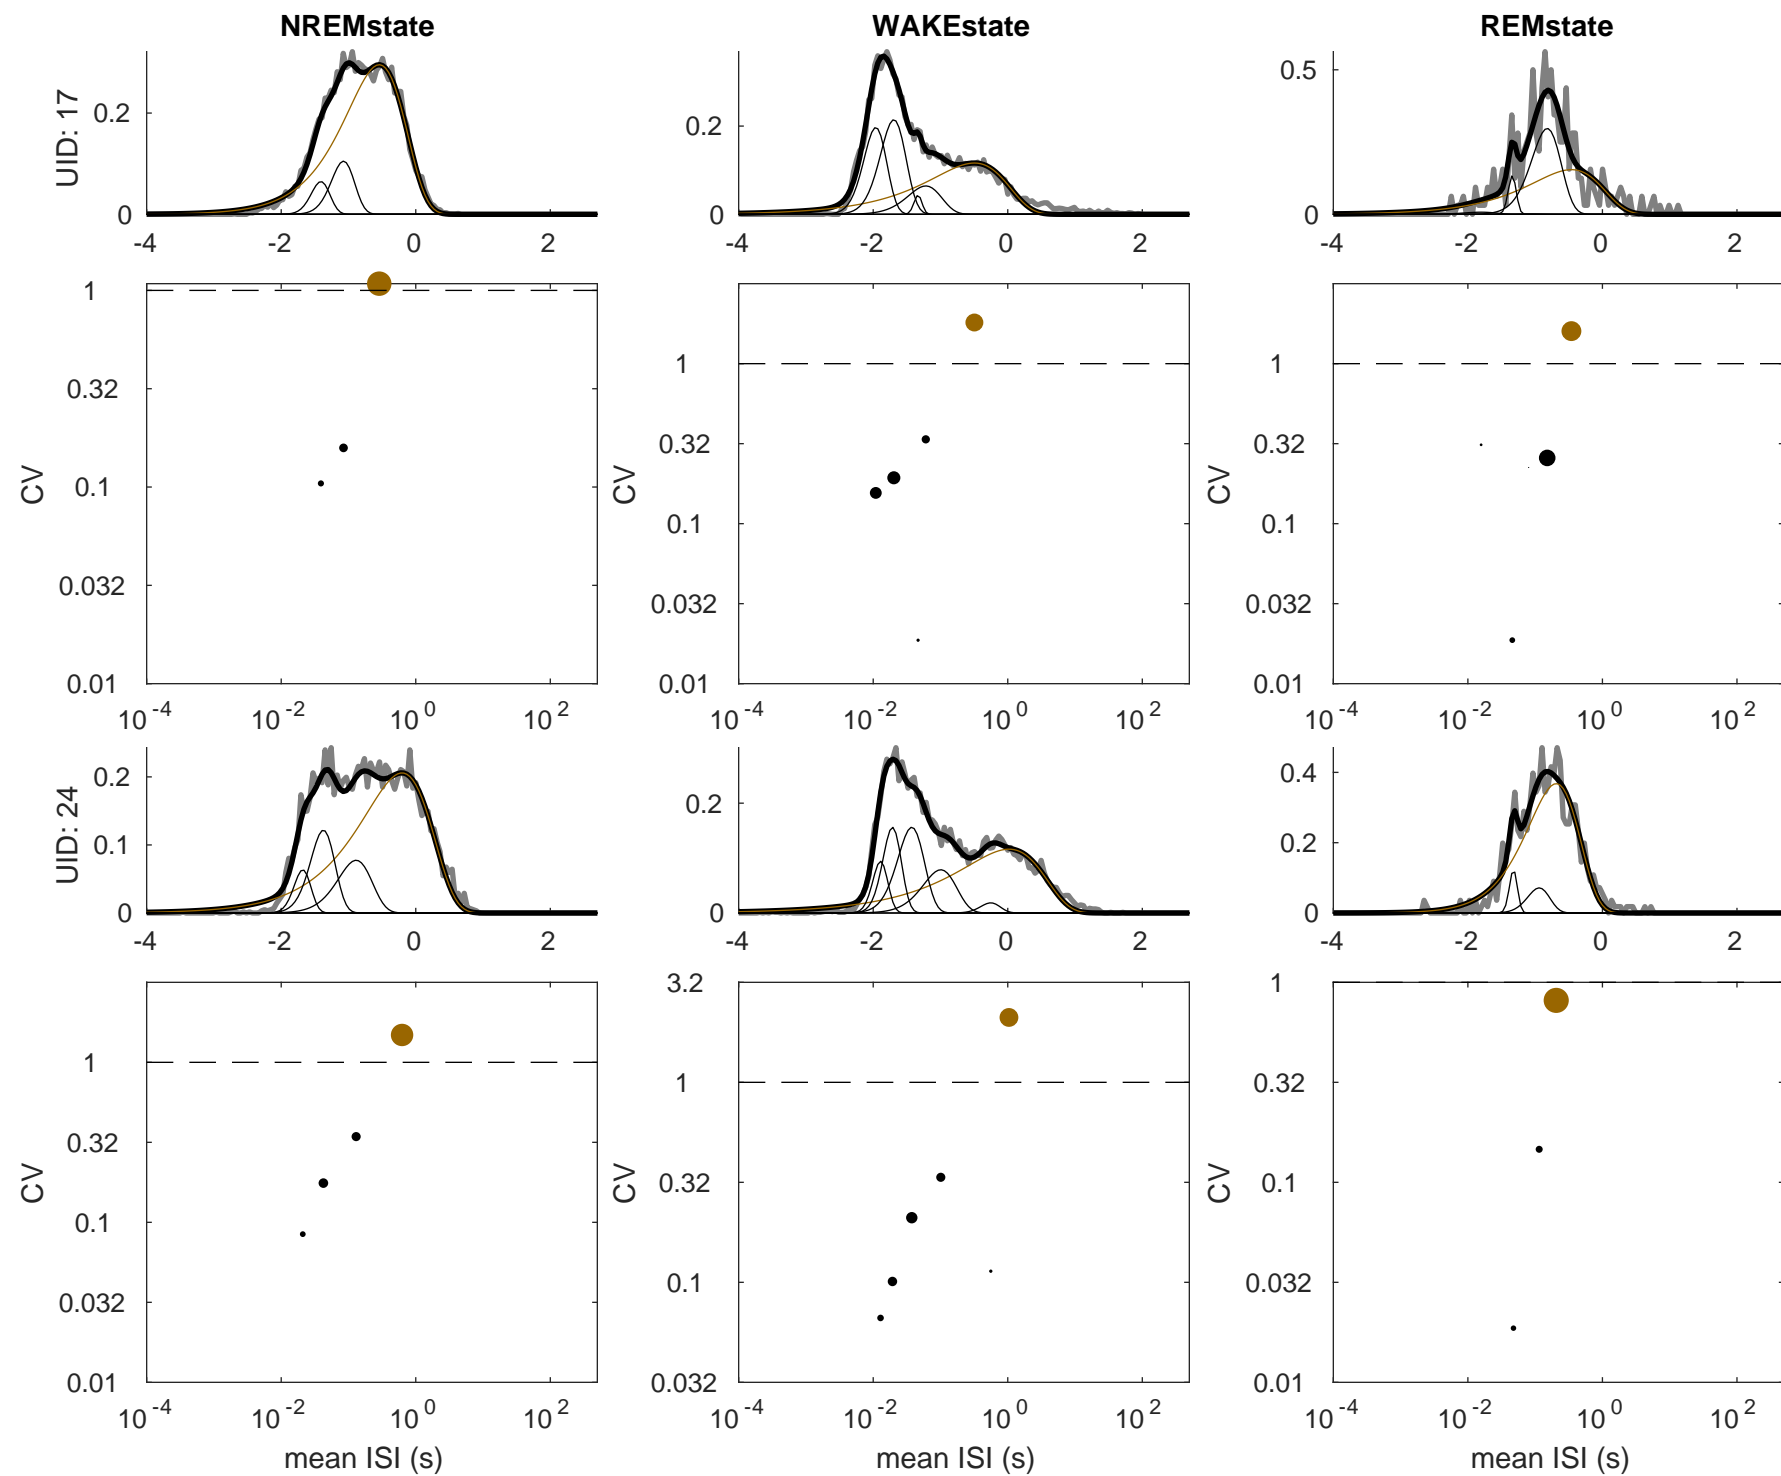 NREMstate WAKEstate REMstate
UID: 17
0.2 0.2 0.5
0 0 0
-4 -2 0 2 -4 -2 0 2 -4 -2 0 2
1 1 1
0.32 0.32 0.32
CV CV CV
0.1 0.1 0.1
0.032 0.032 0.032
0.01 0.01 0.01
10^-4 10^-2 10^0 10^2 10^-4 10^-2 10^0 10^2 10^-4 10^-2 10^0 10^2
UID: 24
0.2 0.2 0.4
0.1 0.2
0 0 0
-4 -2 0 2 -4 -2 0 2 -4 -2 0 2
3.2 1
1 1
0.32 0.32 0.32
CV CV CV
0.1 0.1 0.1
0.032 0.032 0.032
0.01 0.01
10^-4 10^-2 10^0 10^2 10^-4 10^-2 10^0 10^2 10^-4 10^-2 10^0 10^2
mean ISI (s) mean ISI (s) mean ISI (s)